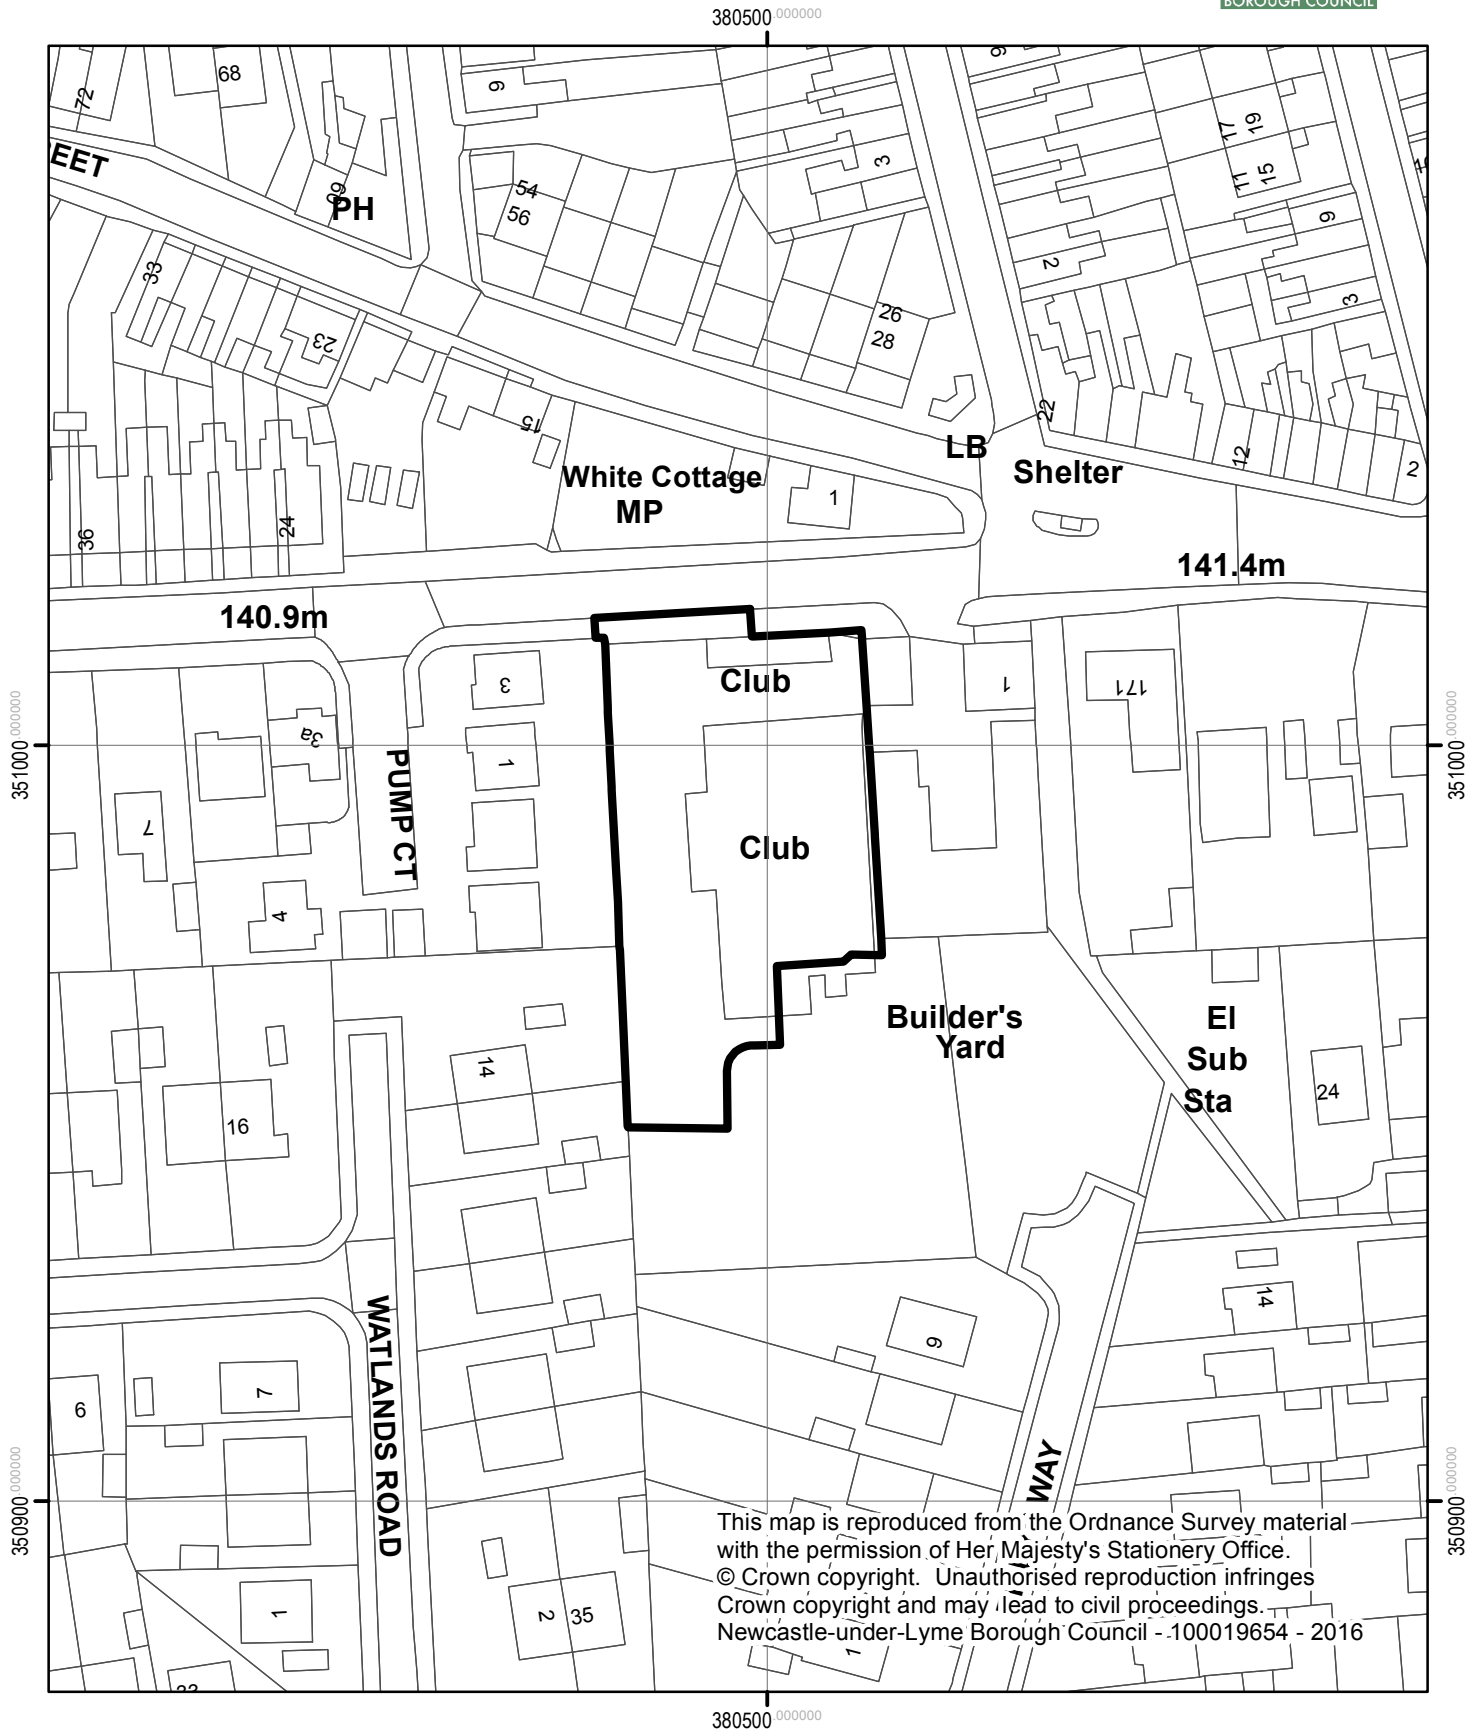 BOROUGH COUNCIL
380500 .000000
68
72
6
6
19
17
15
11
3
EET
60
PH
54
56
9
2
33
26
28
3
23
22
15
LB
12
2
White Cottage
Shelter
MP
1
36
24
141.4m
140.9m
3
Club
1
171
3a
351000 .000000
351000 .000000
1
PUMP CT
7
Club
4
Builder's
Yard
El
Sub
Sta
14
24
16
14
WATLANDS ROAD
9
7
6
WAY
350900 .000000
350900 .000000
This map is reproduced from the Ordnance Survey material
with the permission of Her Majesty's Stationery Office.
© Crown copyright. Unauthorised reproduction infringes
Crown copyright and may lead to civil proceedings.
Newcastle-under-Lyme Borough Council - 100019654 - 2016
1
2
35
1
380500 .000000